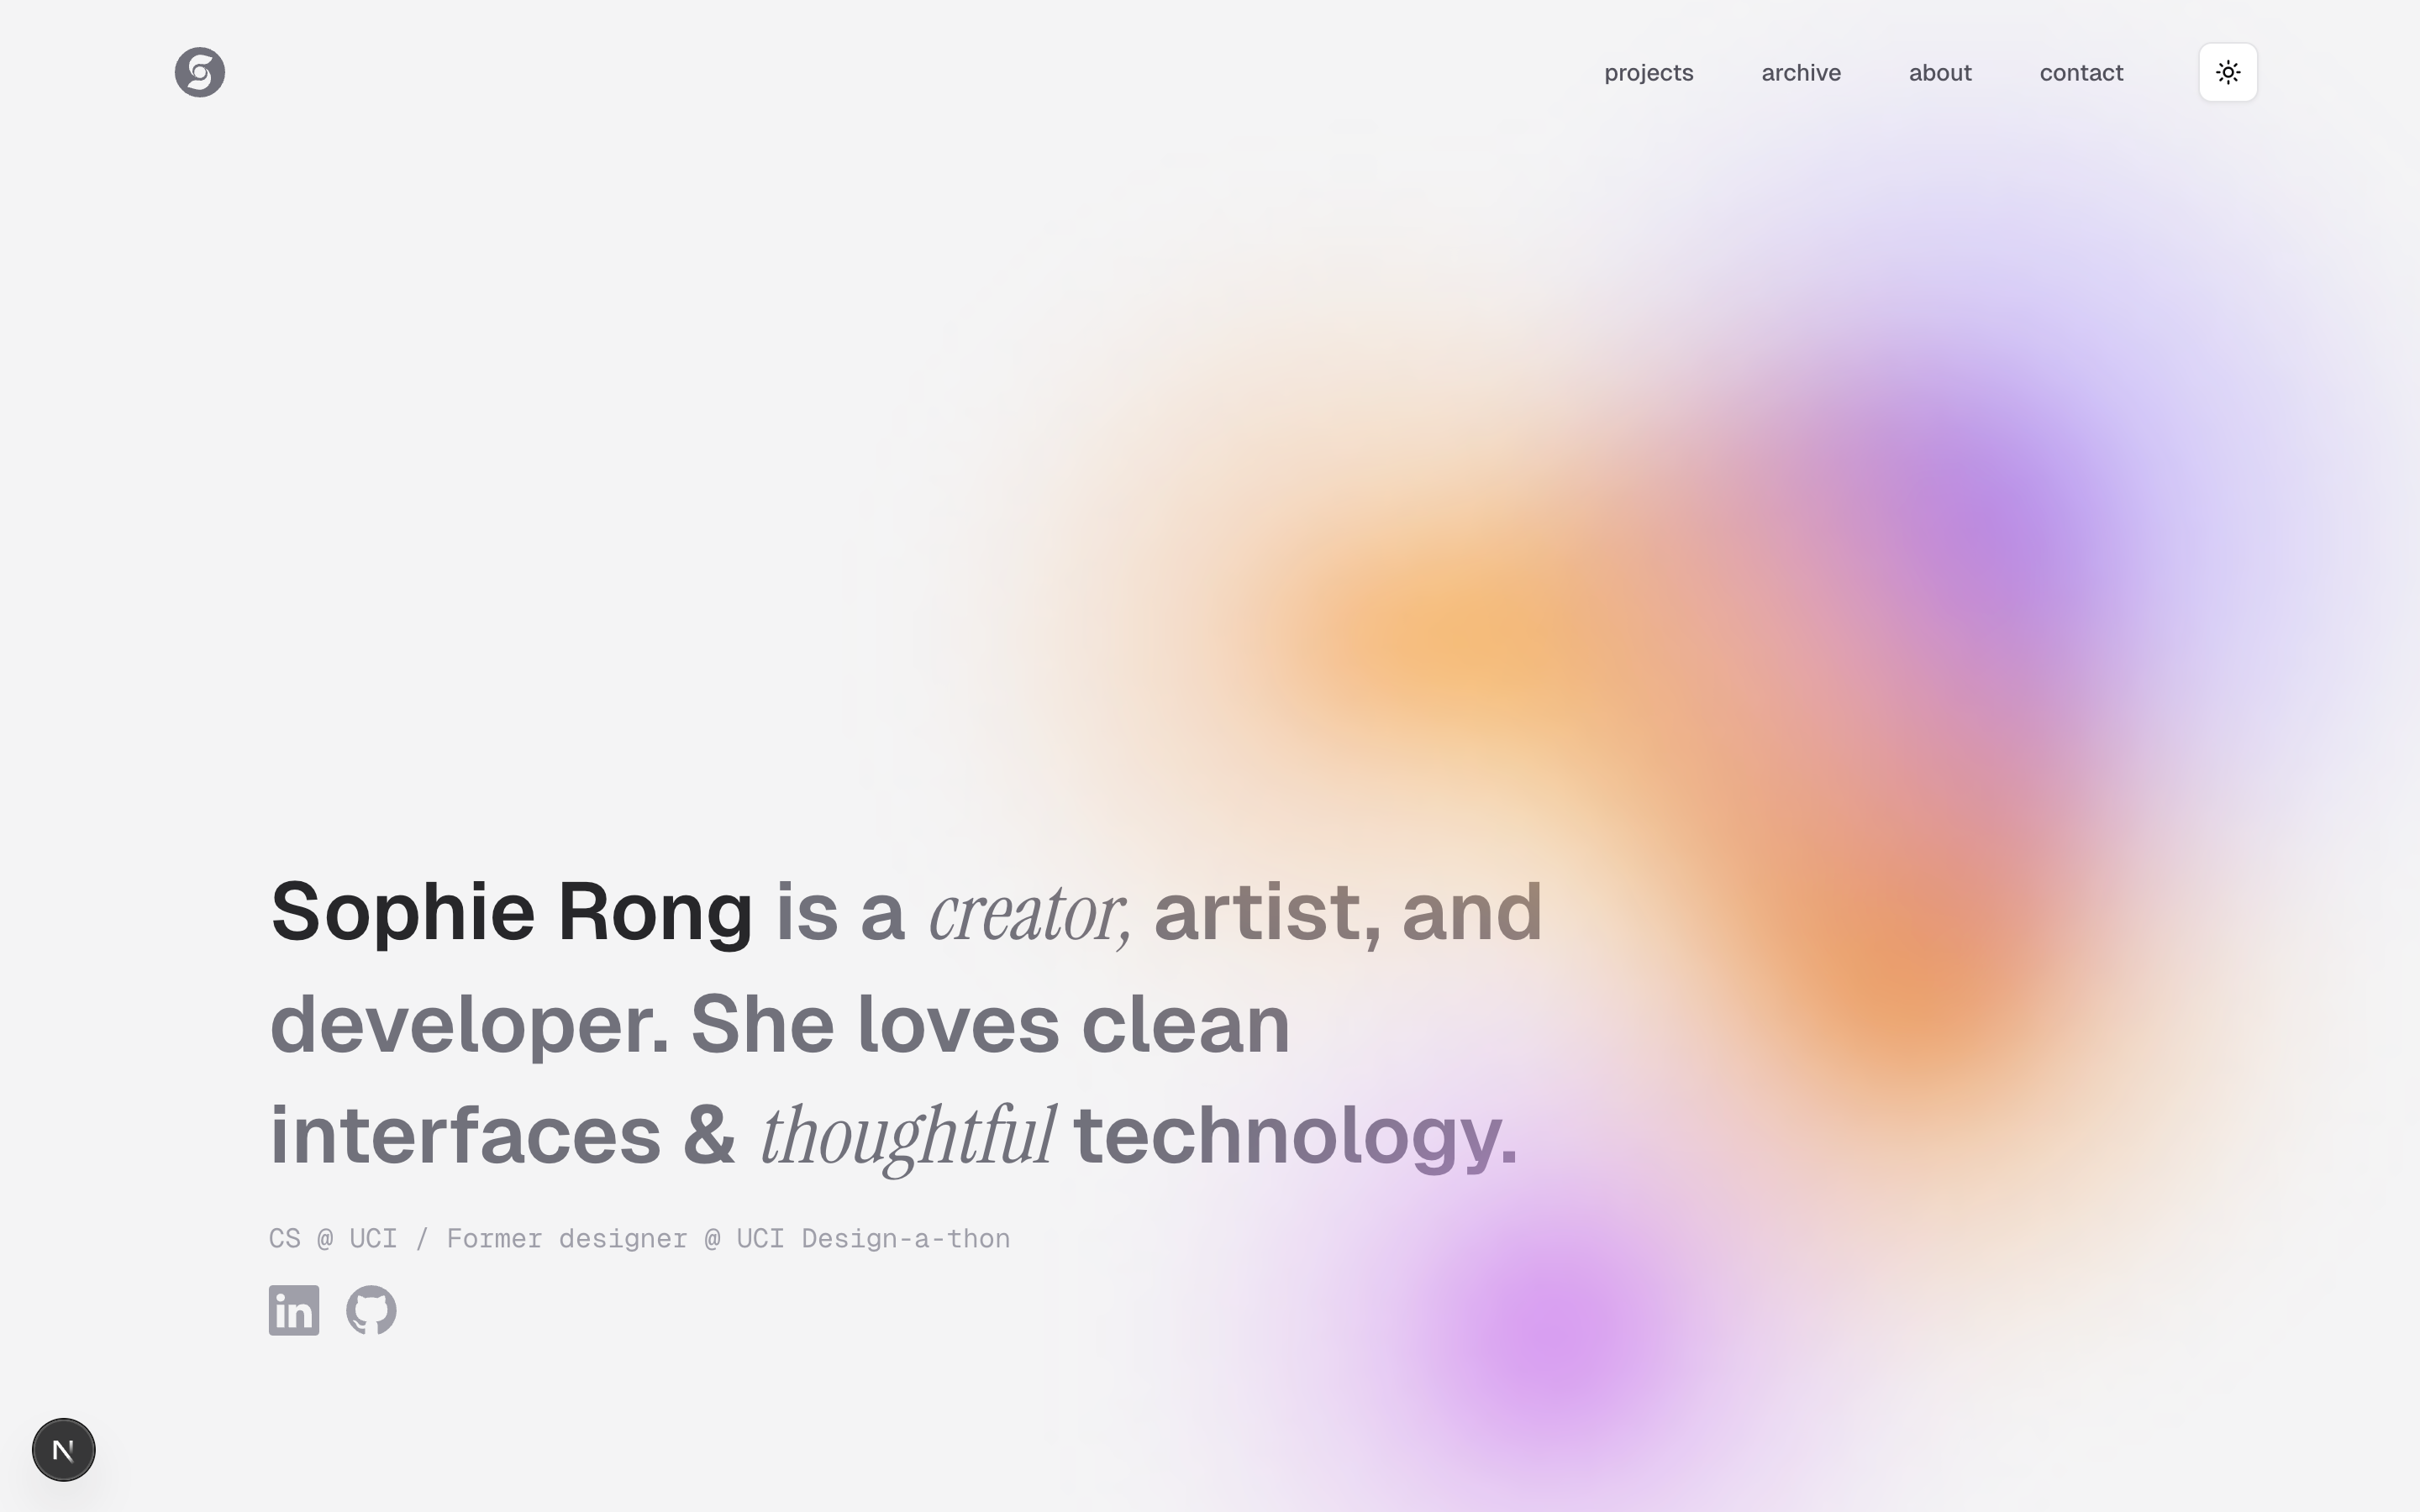 projects archive about contact
Sophie Rong is a creator, artist, and
developer. She loves clean
interfaces & thoughtful technology.
CS @ UCI / Former designer @ UCI Design-a-thon
in
N